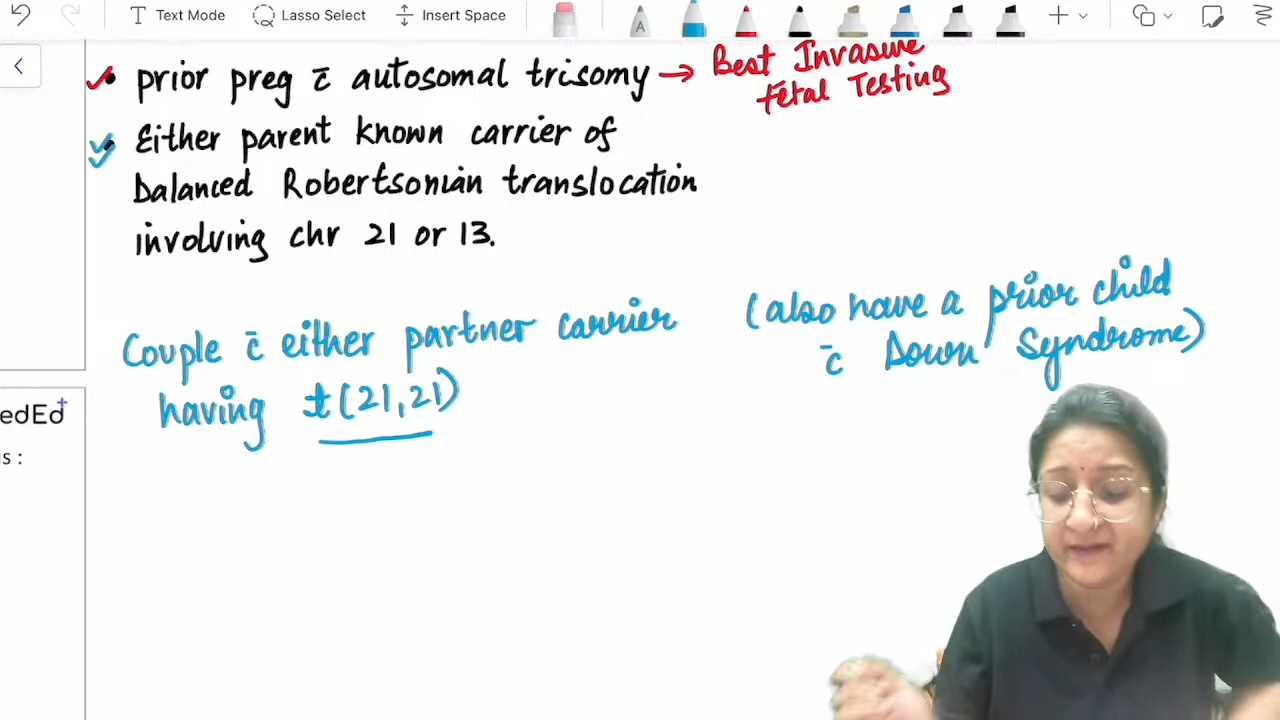 Text Mode
Lasso Select
Insert Space
• prior preg c̄ autosomal trisomy → Best Invasive
fetal Testing
• Either parent known carrier of
balanced Robertsonian translocation
involving chr 21 or 13.
Couple c̄ either partner carrier
having t(21,21)
(also have a prior child
c̄ Down Syndrome)
edEd+
is :